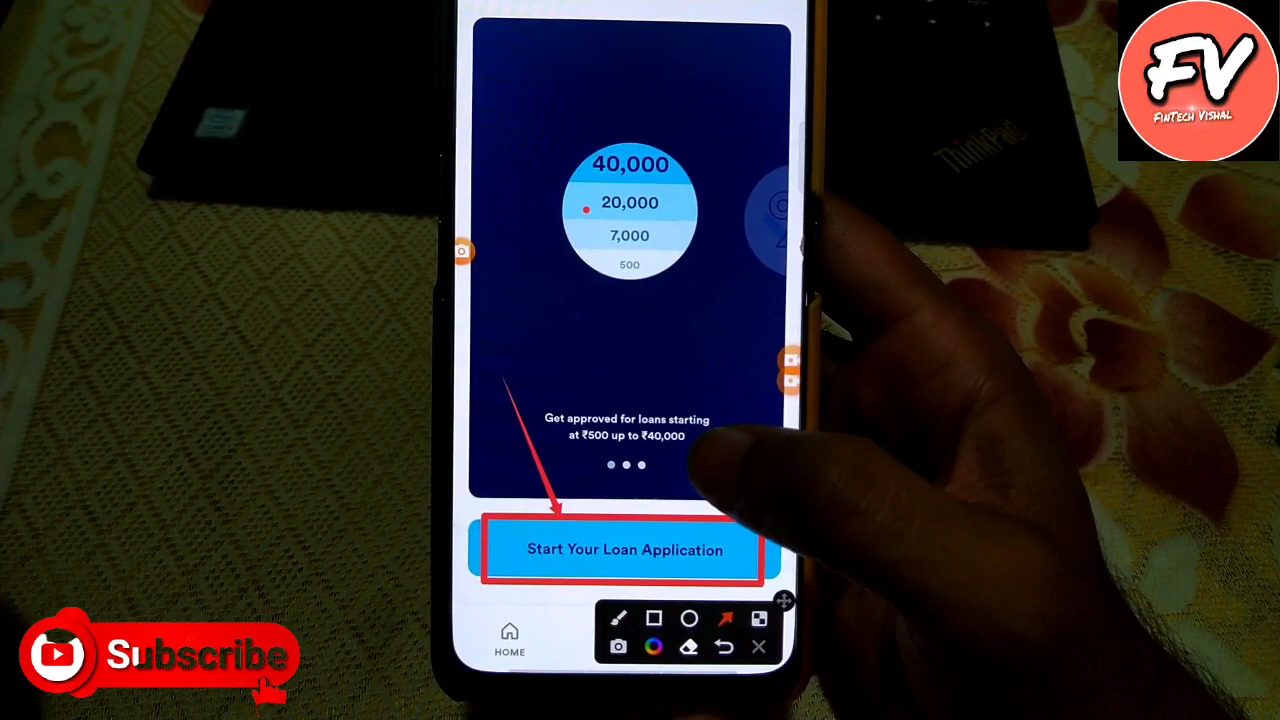 40,000
20,000
7,000
500
Get approved for loans starting
at ₹500 up to ₹40,000
Start Your Loan Application
HOME
ThinkPad
FV
FinTech Vishal
Subscribe